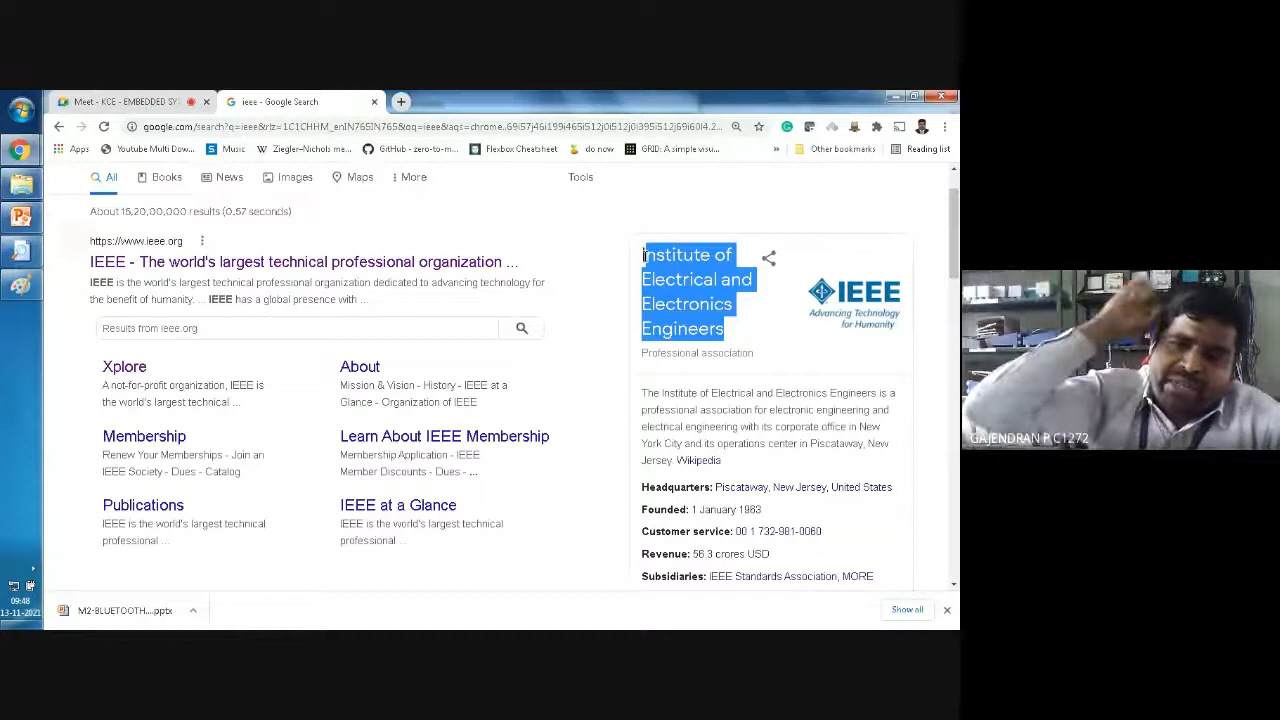 Meet - KCE - EMBEDDED SY
ieee - Google Search
Apps
Youtube Multi Dow...
Music
Ziegler–Nichols me...
GitHub - zero-to-m...
Flexbox Cheatsheet
do now
GRID: A simple visu...
»
Other bookmarks
Reading list
All
Books
News
Images
Maps
More
Tools
About 15,20,00,000 results (0.57 seconds)
https://www.ieee.org
IEEE - The world's largest technical professional organization ...
IEEE is the world's largest technical professional organization dedicated to advancing technology for
the benefit of humanity. ... IEEE has a global presence with ...
Results from ieee.org
Xplore
A not-for-profit organization, IEEE is
the world's largest technical ...
About
Mission & Vision - History - IEEE at a
Glance - Organization of IEEE
Membership
Renew Your Memberships - Join an
IEEE Society - Dues - Catalog
Learn About IEEE Membership
Membership Application - IEEE
Member Discounts - Dues - ...
Publications
IEEE is the world's largest technical
professional ...
IEEE at a Glance
IEEE is the world's largest technical
professional ...
Institute of
Electrical and
Electronics
Engineers
Professional association
IEEE
Advancing Technology
for Humanity
The Institute of Electrical and Electronics Engineers is a
professional association for electronic engineering and
electrical engineering with its corporate office in New
York City and its operations center in Piscataway, New
Jersey. Wikipedia
Headquarters: Piscataway, New Jersey, United States
Founded: 1 January 1963
Customer service: 00 1 732-981-0060
Revenue: 56.3 crores USD
Subsidiaries: IEEE Standards Association, MORE
GAJENDRAN P C1272
09:48
13-11-2021
M2-BLUETOOTH....pptx
Show all